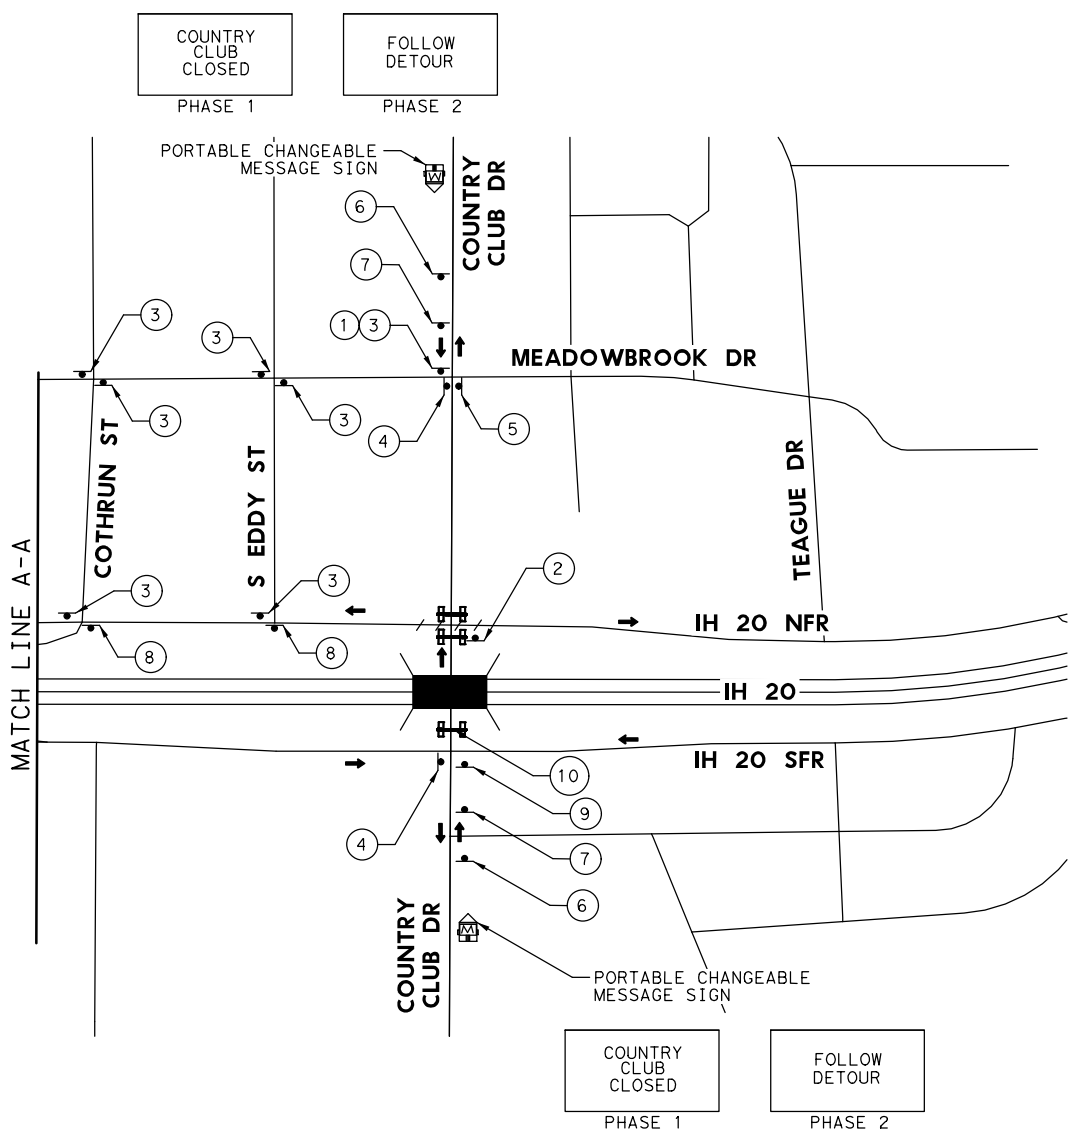 COUNTRY
CLUB
CLOSED
PHASE 1
FOLLOW
DETOUR
PHASE 2
PORTABLE CHANGEABLE
MESSAGE SIGN
COUNTRY
CLUB DR
6
7
1
3
3
3
MEADOWBROOK DR
3
3
4
5
COTHRUN ST
S EDDY ST
TEAGUE DR
MATCH LINE A-A
3
3
2
8
8
IH 20 NFR
IH 20
IH 20 SFR
10
9
4
7
6
COUNTRY
CLUB DR
PORTABLE CHANGEABLE
MESSAGE SIGN
COUNTRY
CLUB
CLOSED
PHASE 1
FOLLOW
DETOUR
PHASE 2